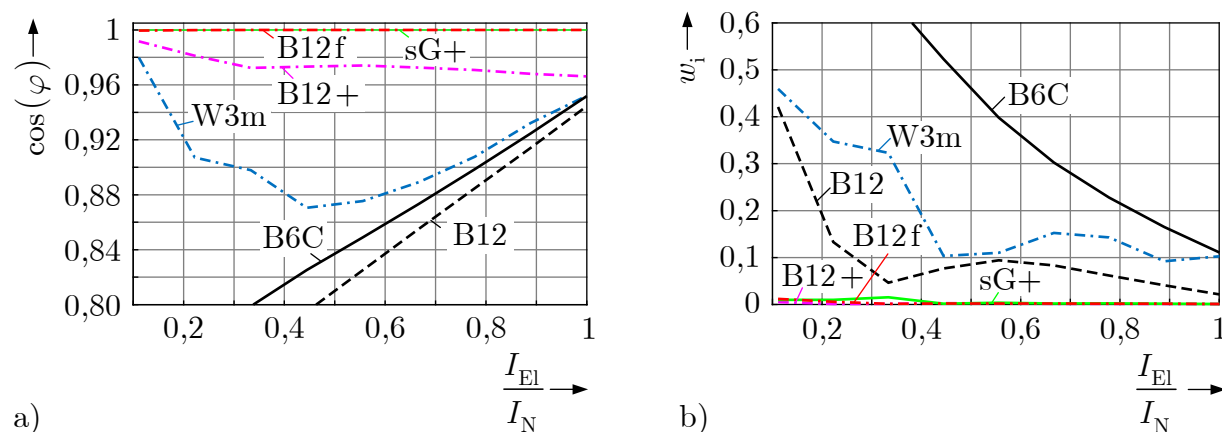 cos(φ)
1
0,96
0,92
0,88
0,84
0,80
B12f
sG+
B12+
W3m
B6C
B12
0,2
0,4
0,6
0,8
1
I_El
I_N
a)
w_i
0,6
0,5
0,4
0,3
0,2
0,1
0
B6C
W3m
B12
B12f
B12+
sG+
0,2
0,4
0,6
0,8
1
I_El
I_N
b)